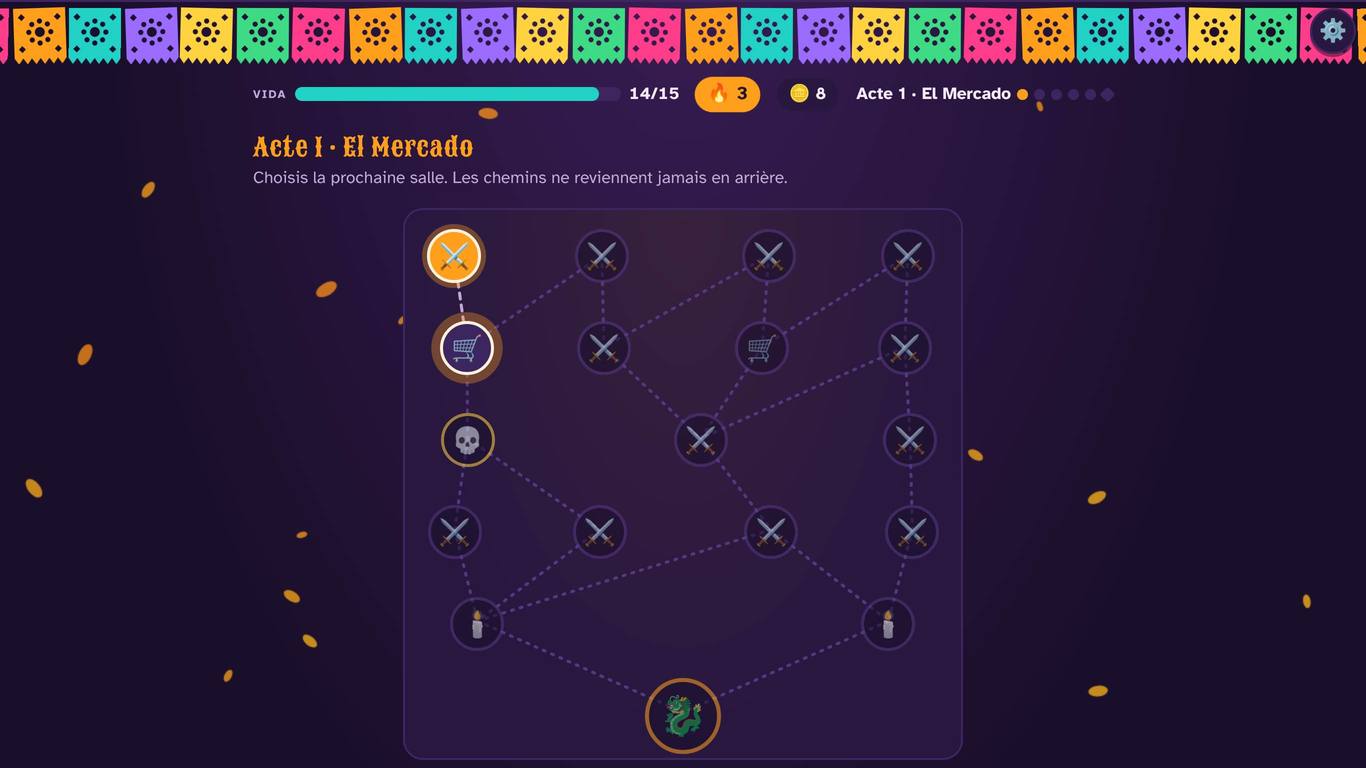 VIDA 14/15 3 8 Acte 1 · El Mercado
Acte I · El Mercado
Choisis la prochaine salle. Les chemins ne reviennent jamais en arrière.